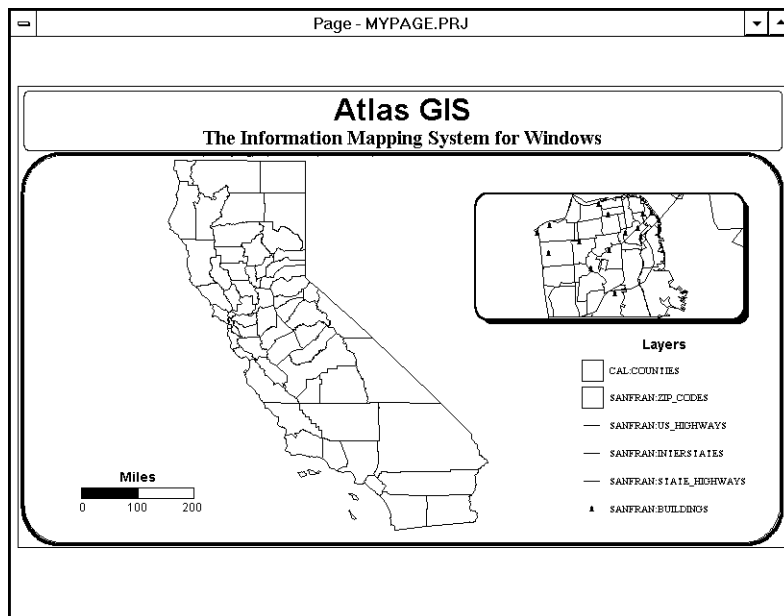 Page - MYPAGE.PRJ
Atlas GIS
The Information Mapping System for Windows
Layers
CAL:COUNTIES
SANFRAN:ZIP_CODES
SANFRAN:US_HIGHWAYS
SANFRAN:INTERSTATES
SANFRAN:STATE_HIGHWAYS
SANFRAN:BUILDINGS
Miles
0 100 200